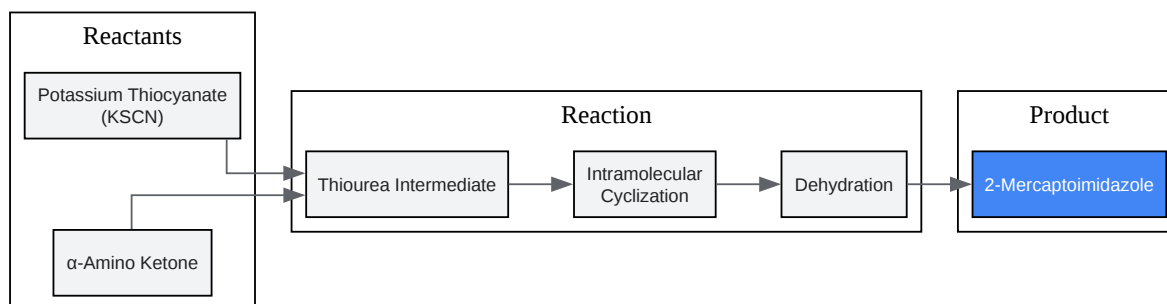 Reactants
Potassium Thiocyanate
(KSCN)
α-Amino Ketone
Reaction
Thiourea Intermediate
Intramolecular
Cyclization
Dehydration
Product
2-Mercaptoimidazole